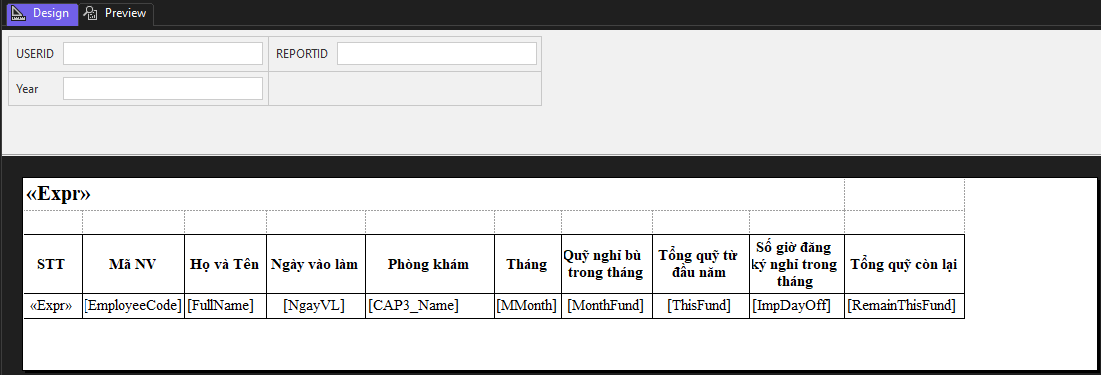 Design Preview
USERID REPORTID
Year
«Expr»
STT Mã NV Họ và Tên Ngày vào làm Phòng khám Tháng Quỹ nghỉ bù trong tháng Tổng quỹ từ đầu năm Số giờ đăng ký nghỉ trong tháng Tổng quỹ còn lại
«Expr» [EmployeeCode] [FullName] [NgayVL] [CAP3_Name] [MMonth] [MonthFund] [ThisFund] [ImpDayOff] [RemainThisFund]